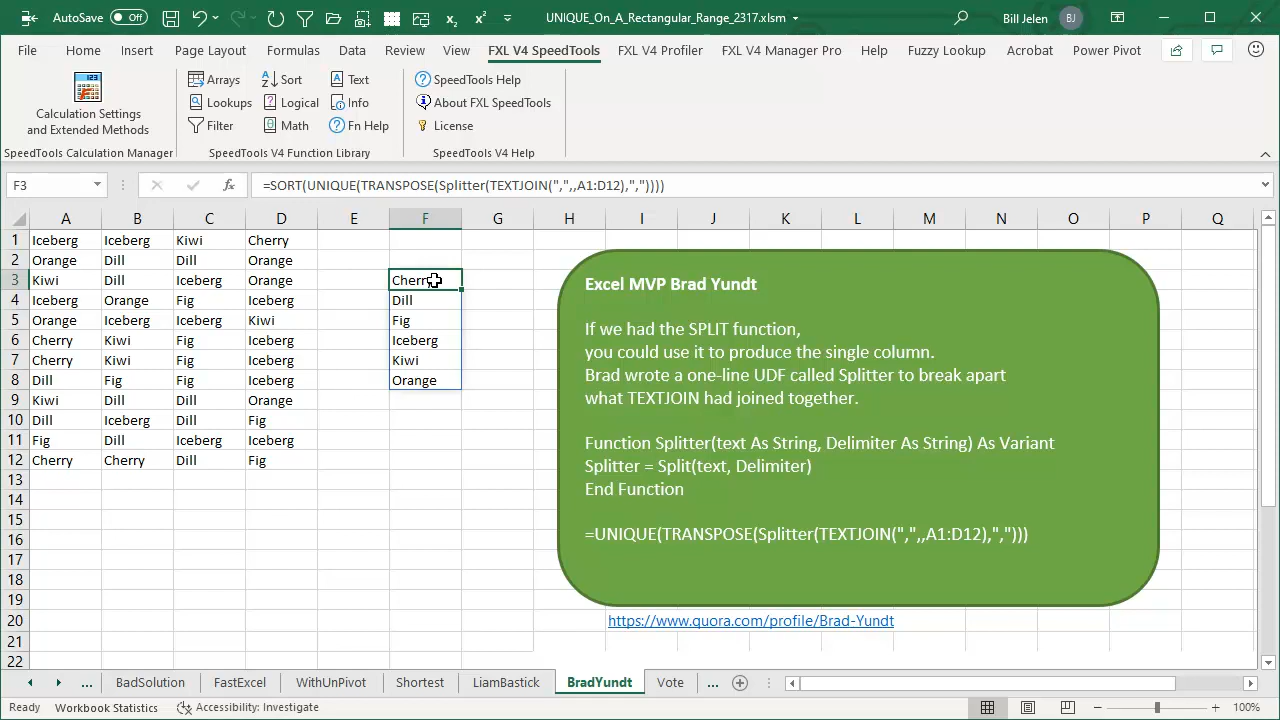 AutoSave Off
UNIQUE_On_A_Rectangular_Range_2317.xlsm
Bill Jelen BJ
File Home Insert Page Layout Formulas Data Review View FXL V4 SpeedTools FXL V4 Profiler FXL V4 Manager Pro Help Fuzzy Lookup Acrobat Power Pivot
Calculation Settings
and Extended Methods
SpeedTools Calculation Manager
Arrays Sort Text
Lookups Logical Info
Filter Math Fn Help
SpeedTools V4 Function Library
SpeedTools Help
About FXL SpeedTools
License
SpeedTools V4 Help
F3 fx =SORT(UNIQUE(TRANSPOSE(Splitter(TEXTJOIN(",",,A1:D12),","))))
A B C D E F G H I J K L M N O P Q
1 Iceberg Iceberg Kiwi Cherry
2 Orange Dill Dill Orange
3 Kiwi Dill Iceberg Orange Cherry
4 Iceberg Orange Fig Iceberg Dill
5 Orange Iceberg Iceberg Kiwi Fig
6 Cherry Kiwi Fig Iceberg Iceberg
7 Cherry Kiwi Fig Iceberg Kiwi
8 Dill Fig Fig Iceberg Orange
9 Kiwi Dill Dill Orange
10 Dill Iceberg Dill Fig
11 Fig Dill Iceberg Iceberg
12 Cherry Cherry Dill Fig
13
14
15
16
17
18
19
20
21
22
Excel MVP Brad Yundt
If we had the SPLIT function,
you could use it to produce the single column.
Brad wrote a one-line UDF called Splitter to break apart
what TEXTJOIN had joined together.
Function Splitter(text As String, Delimiter As String) As Variant
Splitter = Split(text, Delimiter)
End Function
=UNIQUE(TRANSPOSE(Splitter(TEXTJOIN(",",,A1:D12),",")))
https://www.quora.com/profile/Brad-Yundt
... BadSolution FastExcel WithUnPivot Shortest LiamBastick BradYundt Vote ...
Ready Workbook Statistics Accessibility: Investigate 100%